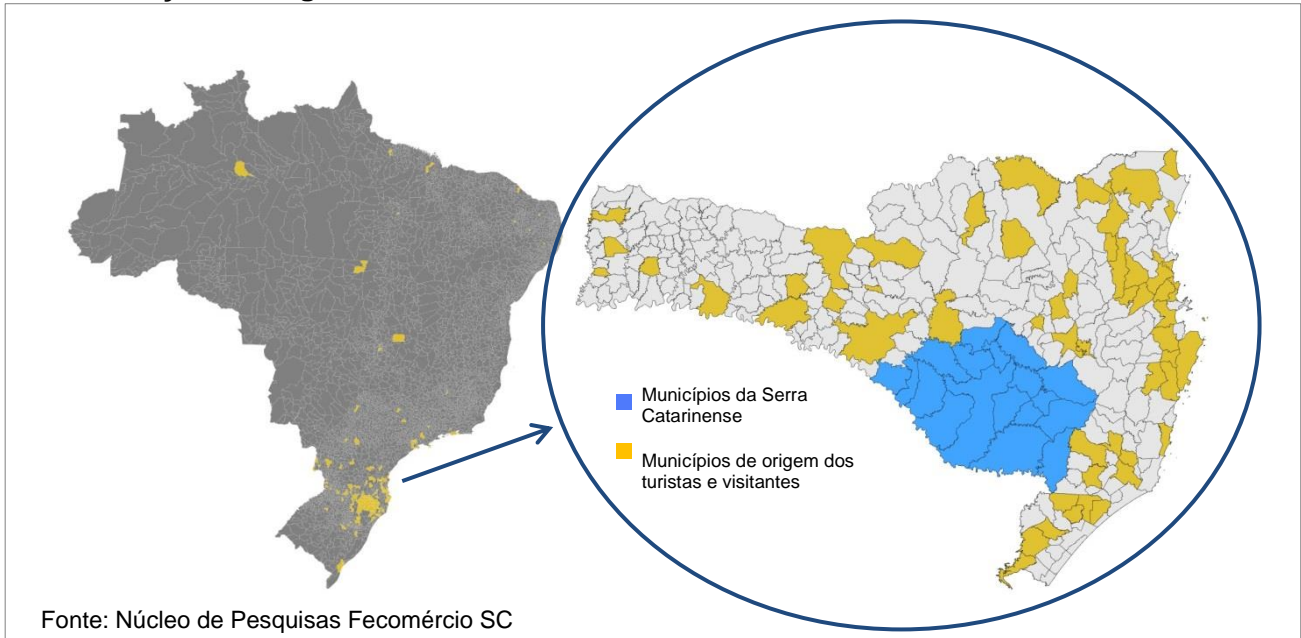 Municípios da Serra
Catarinense
Municípios de origem dos
turistas e visitantes
Fonte: Núcleo de Pesquisas Fecomércio SC